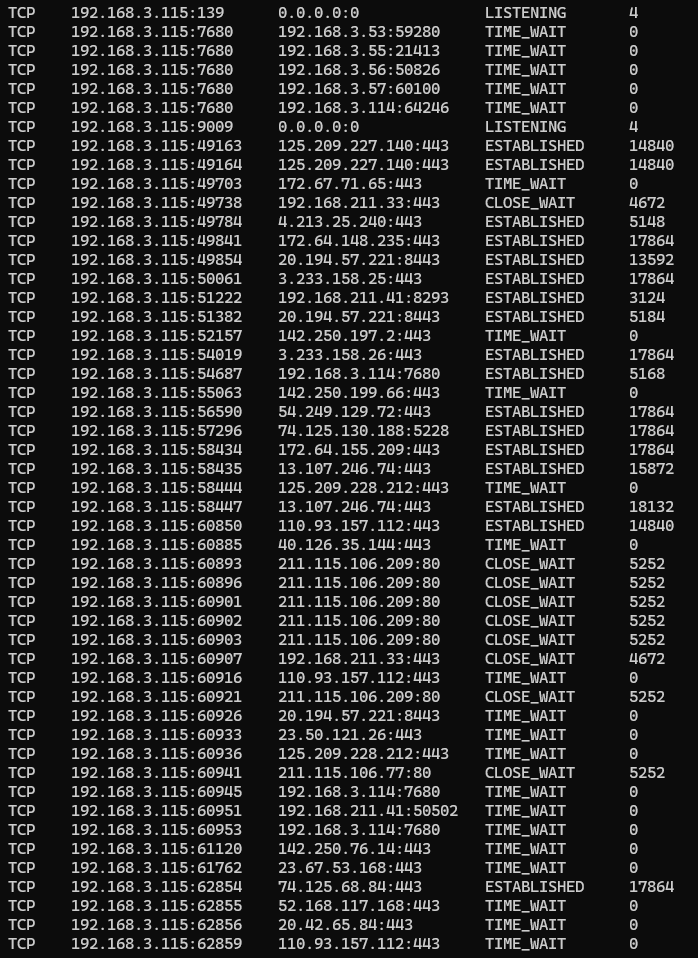 TCP 192.168.3.115:139 0.0.0.0:0 LISTENING 4
TCP 192.168.3.115:7680 192.168.3.53:59280 TIME_WAIT 0
TCP 192.168.3.115:7680 192.168.3.55:21413 TIME_WAIT 0
TCP 192.168.3.115:7680 192.168.3.56:50826 TIME_WAIT 0
TCP 192.168.3.115:7680 192.168.3.57:60100 TIME_WAIT 0
TCP 192.168.3.115:7680 192.168.3.114:64246 TIME_WAIT 0
TCP 192.168.3.115:9009 0.0.0.0:0 LISTENING 4
TCP 192.168.3.115:49163 125.209.227.140:443 ESTABLISHED 14840
TCP 192.168.3.115:49164 125.209.227.140:443 ESTABLISHED 14840
TCP 192.168.3.115:49703 172.67.71.65:443 TIME_WAIT 0
TCP 192.168.3.115:49738 192.168.211.33:443 CLOSE_WAIT 4672
TCP 192.168.3.115:49784 4.213.25.240:443 ESTABLISHED 5148
TCP 192.168.3.115:49841 172.64.148.235:443 ESTABLISHED 17864
TCP 192.168.3.115:49854 20.194.57.221:8443 ESTABLISHED 13592
TCP 192.168.3.115:50061 3.233.158.25:443 ESTABLISHED 17864
TCP 192.168.3.115:51222 192.168.211.41:8293 ESTABLISHED 3124
TCP 192.168.3.115:51382 20.194.57.221:8443 ESTABLISHED 5184
TCP 192.168.3.115:52157 142.250.197.2:443 TIME_WAIT 0
TCP 192.168.3.115:54019 3.233.158.26:443 ESTABLISHED 17864
TCP 192.168.3.115:54687 192.168.3.114:7680 ESTABLISHED 5168
TCP 192.168.3.115:55063 142.250.199.66:443 TIME_WAIT 0
TCP 192.168.3.115:56590 54.249.129.72:443 ESTABLISHED 17864
TCP 192.168.3.115:57296 74.125.130.188:5228 ESTABLISHED 17864
TCP 192.168.3.115:58434 172.64.155.209:443 ESTABLISHED 17864
TCP 192.168.3.115:58435 13.107.246.74:443 ESTABLISHED 15872
TCP 192.168.3.115:58444 125.209.228.212:443 TIME_WAIT 0
TCP 192.168.3.115:58447 13.107.246.74:443 ESTABLISHED 18132
TCP 192.168.3.115:60850 110.93.157.112:443 ESTABLISHED 14840
TCP 192.168.3.115:60885 40.126.35.144:443 TIME_WAIT 0
TCP 192.168.3.115:60893 211.115.106.209:80 CLOSE_WAIT 5252
TCP 192.168.3.115:60896 211.115.106.209:80 CLOSE_WAIT 5252
TCP 192.168.3.115:60901 211.115.106.209:80 CLOSE_WAIT 5252
TCP 192.168.3.115:60902 211.115.106.209:80 CLOSE_WAIT 5252
TCP 192.168.3.115:60903 211.115.106.209:80 CLOSE_WAIT 5252
TCP 192.168.3.115:60907 192.168.211.33:443 CLOSE_WAIT 4672
TCP 192.168.3.115:60916 110.93.157.112:443 TIME_WAIT 0
TCP 192.168.3.115:60921 211.115.106.209:80 CLOSE_WAIT 5252
TCP 192.168.3.115:60926 20.194.57.221:8443 TIME_WAIT 0
TCP 192.168.3.115:60933 23.50.121.26:443 TIME_WAIT 0
TCP 192.168.3.115:60936 125.209.228.212:443 TIME_WAIT 0
TCP 192.168.3.115:60941 211.115.106.77:80 CLOSE_WAIT 5252
TCP 192.168.3.115:60945 192.168.3.114:7680 TIME_WAIT 0
TCP 192.168.3.115:60951 192.168.211.41:50502 TIME_WAIT 0
TCP 192.168.3.115:60953 192.168.3.114:7680 TIME_WAIT 0
TCP 192.168.3.115:61120 142.250.76.14:443 TIME_WAIT 0
TCP 192.168.3.115:61762 23.67.53.168:443 TIME_WAIT 0
TCP 192.168.3.115:62854 74.125.68.84:443 ESTABLISHED 17864
TCP 192.168.3.115:62855 52.168.117.168:443 TIME_WAIT 0
TCP 192.168.3.115:62856 20.42.65.84:443 TIME_WAIT 0
TCP 192.168.3.115:62859 110.93.157.112:443 TIME_WAIT 0